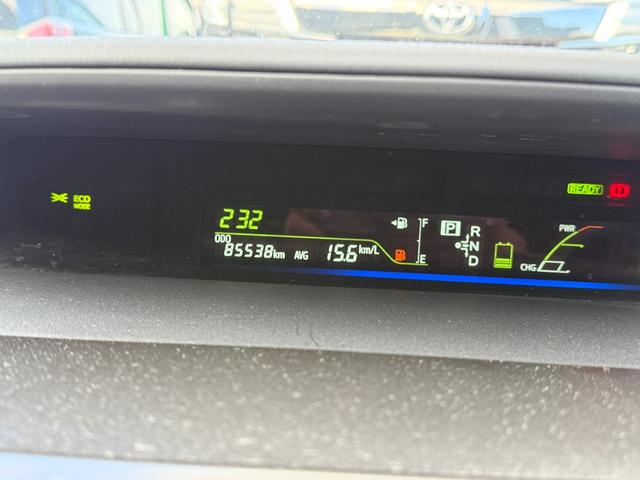 ECO
MODE
READY
232
ODO
85538km AVG 15.6km/L
F
E
P
R
N
D
PWR
CHG